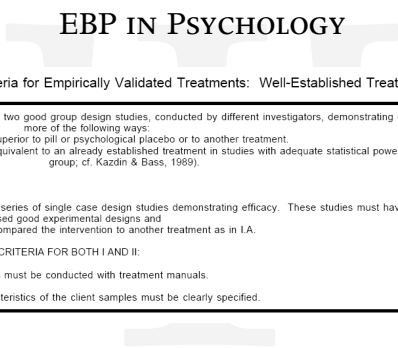 EBP IN PSYCHOLOGY
eria for Empirically Validated Treatments: Well-Established Treat
two good group design studies, conducted by different investigators, demonstrating
more of the following ways:
uperior to pill or psychological placebo or to another treatment.
quivalent to an already established treatment in studies with adequate statistical powe
group; cf. Kazdin & Bass, 1989).
series of single case design studies demonstrating efficacy. These studies must hav
sed good experimental designs and
ompared the intervention to another treatment as in I.A.
CRITERIA FOR BOTH I AND II:
must be conducted with treatment manuals.
teristics of the client samples must be clearly specified.